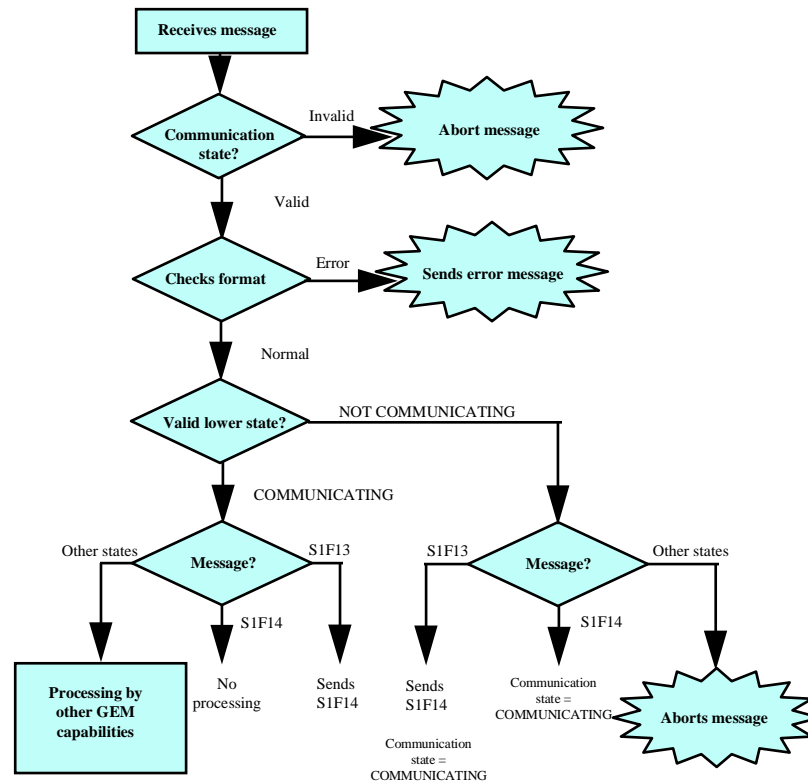 Receives message
Invalid
Communication
state?
Abort message
Valid
Checks format
Error
Sends error message
Normal
Valid lower state?
NOT COMMUNICATING
COMMUNICATING
Other states
Message?
S1F13
S1F14
S1F13
Message?
Other states
S1F14
Processing by
other GEM
capabilities
No
processing
Sends
S1F14
Sends
S1F14
Communication
state =
COMMUNICATING
Communication
state =
COMMUNICATING
Aborts message